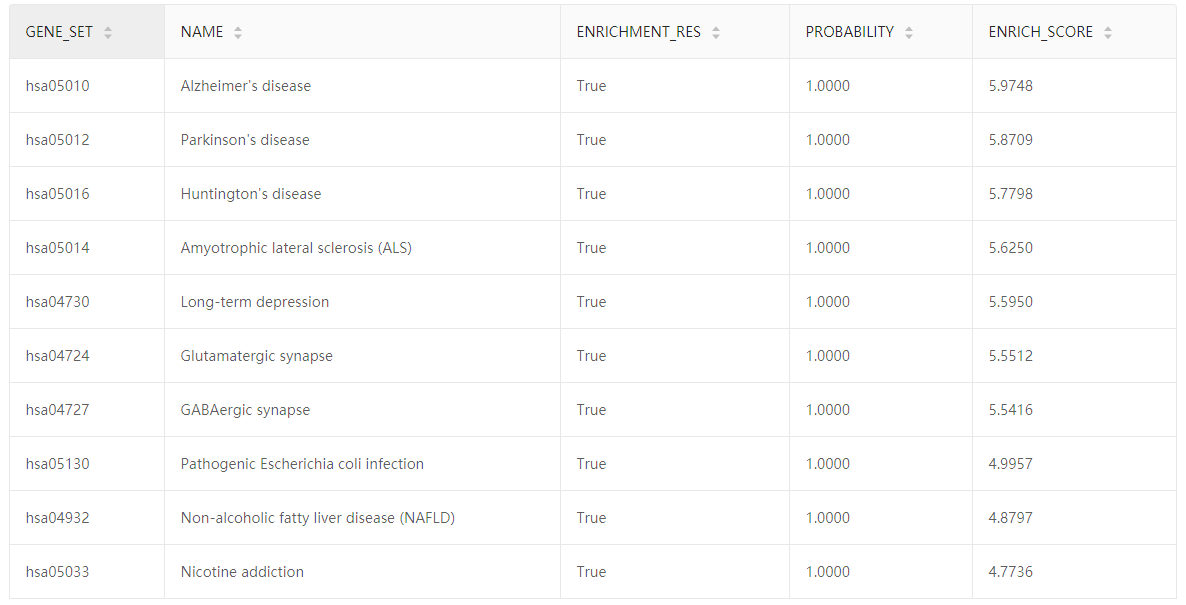 GENE_SET NAME ENRICHMENT_RES PROBABILITY ENRICH_SCORE
hsa05010 Alzheimer's disease True 1.0000 5.9748
hsa05012 Parkinson's disease True 1.0000 5.8709
hsa05016 Huntington's disease True 1.0000 5.7798
hsa05014 Amyotrophic lateral sclerosis (ALS) True 1.0000 5.6250
hsa04730 Long-term depression True 1.0000 5.5950
hsa04724 Glutamatergic synapse True 1.0000 5.5512
hsa04727 GABAergic synapse True 1.0000 5.5416
hsa05130 Pathogenic Escherichia coli infection True 1.0000 4.9957
hsa04932 Non-alcoholic fatty liver disease (NAFLD) True 1.0000 4.8797
hsa05033 Nicotine addiction True 1.0000 4.7736